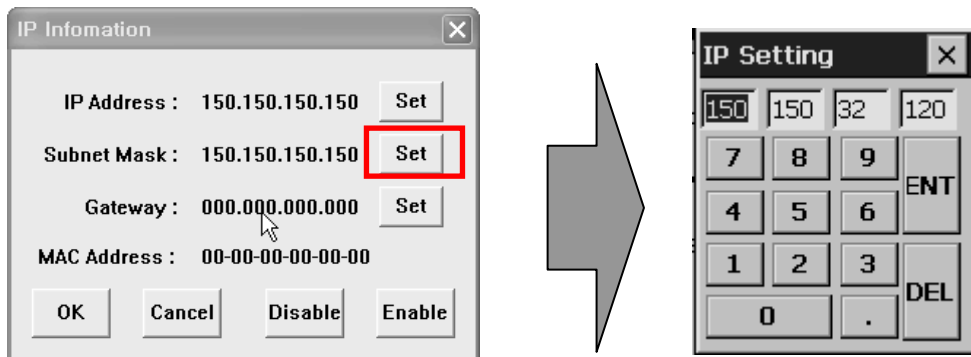 IP Infomation
IP Address : 150.150.150.150 Set
Subnet Mask : 150.150.150.150 Set
Gateway : 000.000.000.000 Set
MAC Address : 00-00-00-00-00-00
OK Cancel Disable Enable
IP Setting
150 150 32 120
7 8 9 ENT
4 5 6
1 2 3 DEL
0 .